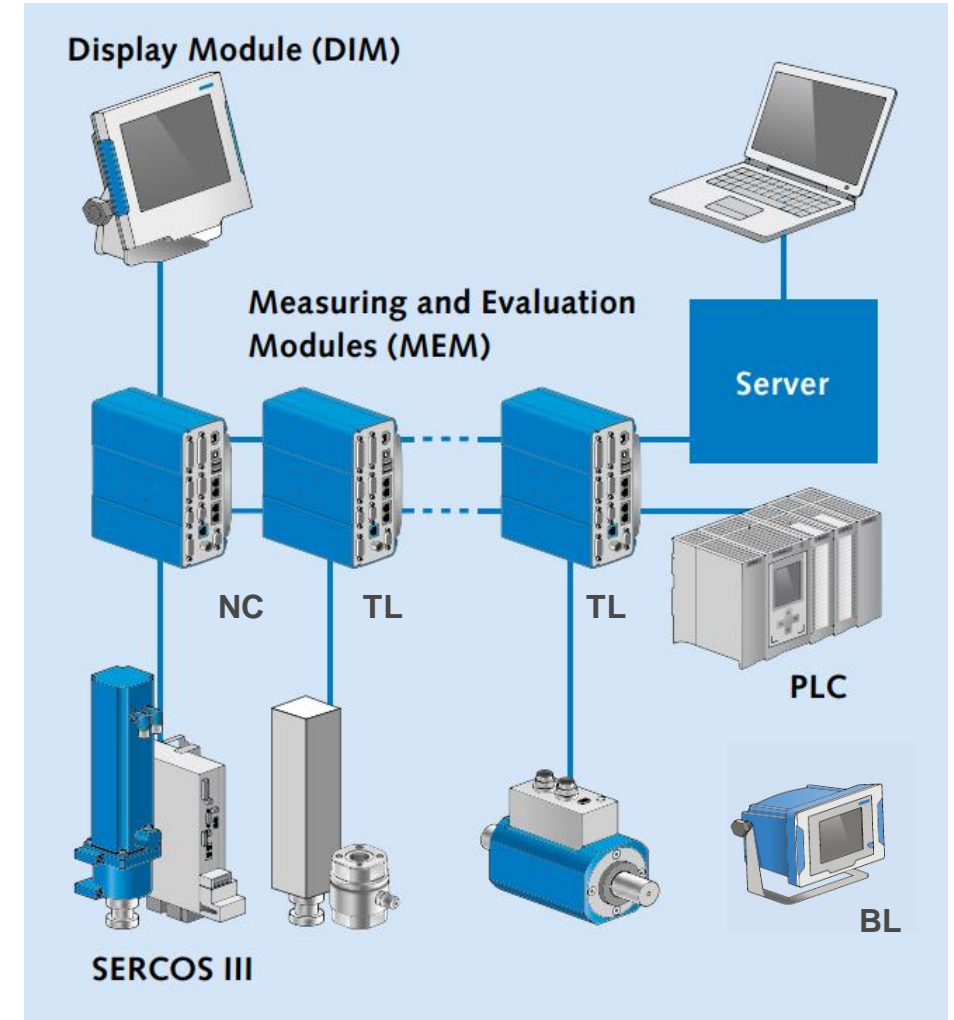 Display Module (DIM)
Measuring and Evaluation
Modules (MEM)
Server
NC
TL
TL
PLC
BL
SERCOS III